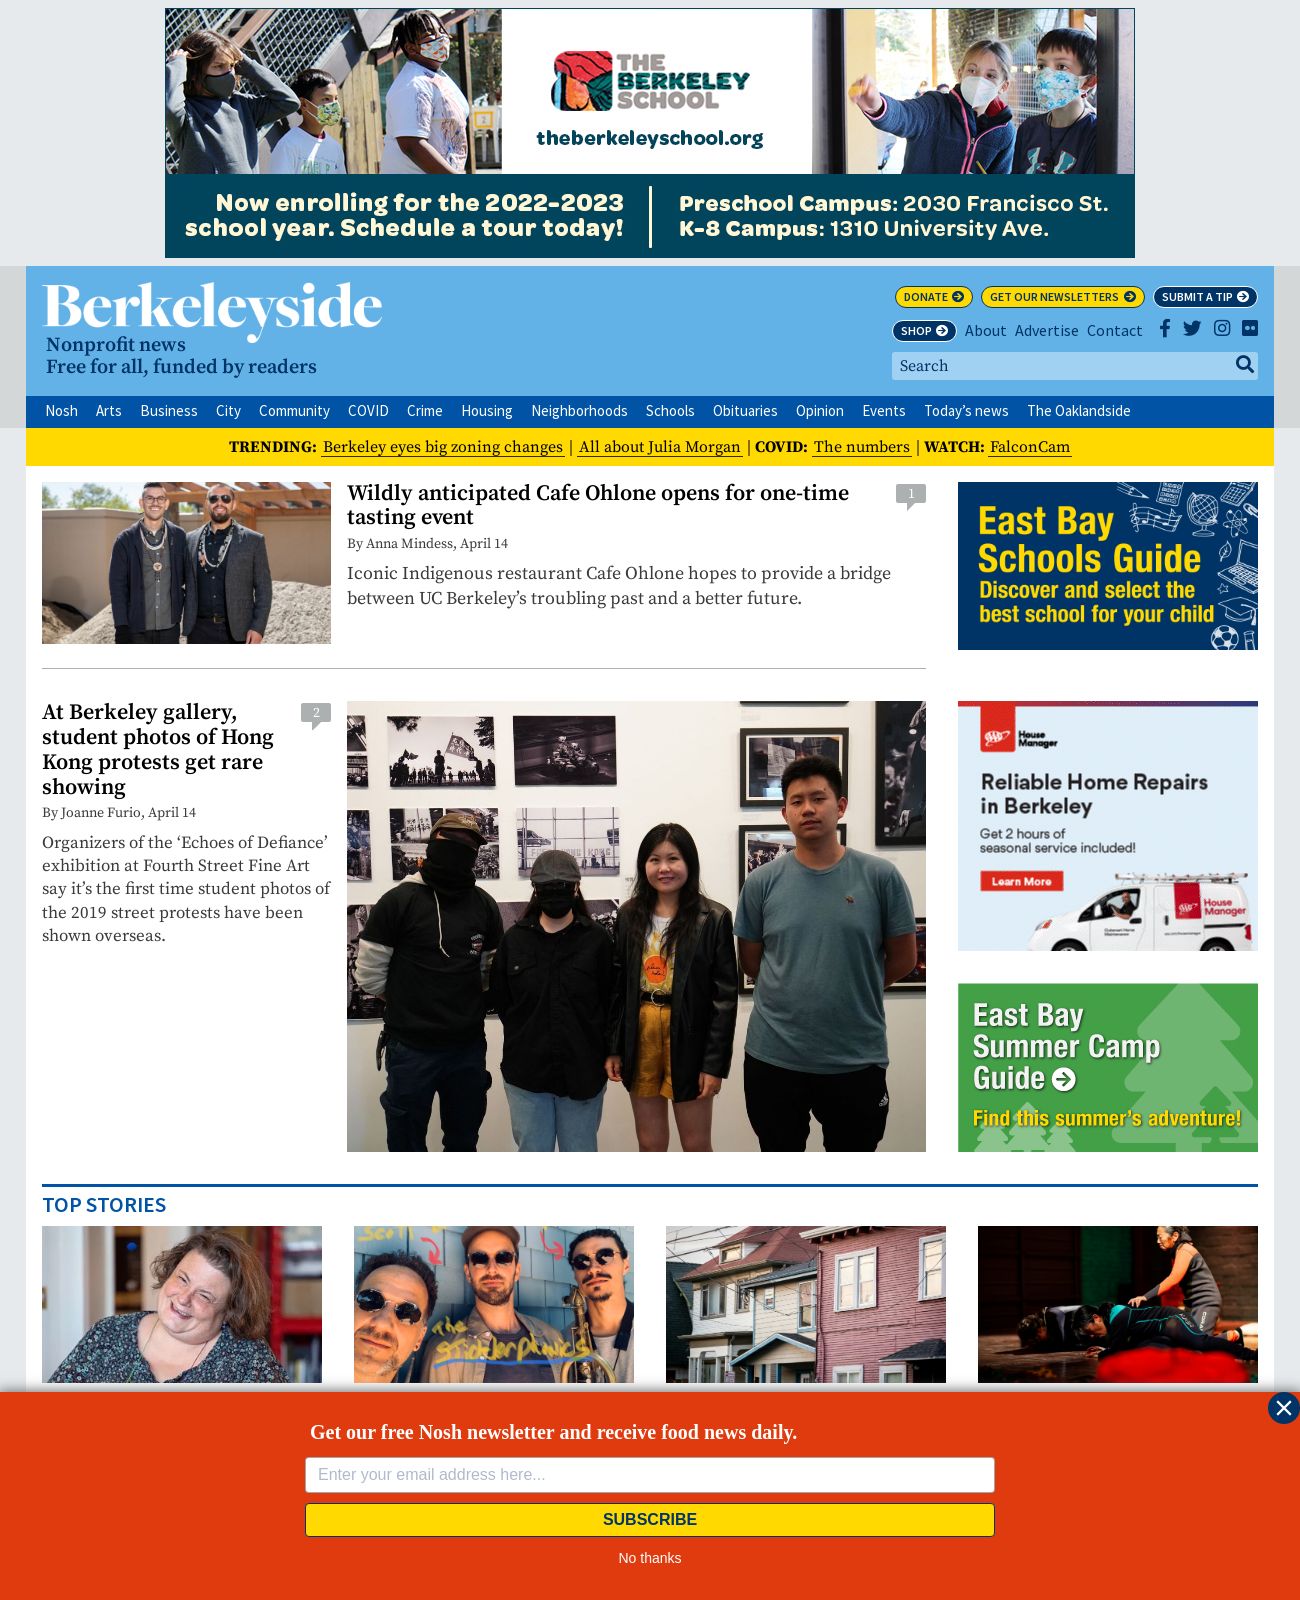 THE
BERKELEY
SCHOOL
theberkeleyschool.org
Now enrolling for the 2022-2023
school year. Schedule a tour today!
Preschool Campus: 2030 Francisco St.
K-8 Campus: 1310 University Ave.
Berkeleyside
Nonprofit news
Free for all, funded by readers
DONATE GET OUR NEWSLETTERS SUBMIT A TIP
SHOP About Advertise Contact
Search
Nosh Arts Business City Community COVID Crime Housing Neighborhoods Schools Obituaries Opinion Events Today’s news The Oaklandside
TRENDING: Berkeley eyes big zoning changes | All about Julia Morgan | COVID: The numbers | WATCH: FalconCam
Wildly anticipated Cafe Ohlone opens for one-time
tasting event
1
By Anna Mindess, April 14
Iconic Indigenous restaurant Cafe Ohlone hopes to provide a bridge
between UC Berkeley’s troubling past and a better future.
East Bay
Schools Guide
Discover and select the
best school for your child
At Berkeley gallery,
student photos of Hong
Kong protests get rare
showing
2
By Joanne Furio, April 14
Organizers of the ‘Echoes of Defiance’
exhibition at Fourth Street Fine Art
say it’s the first time student photos of
the 2019 street protests have been
shown overseas.
House
Manager
Reliable Home Repairs
in Berkeley
Get 2 hours of
seasonal service included!
Learn More
House
Manager
East Bay
Summer Camp
Guide
Find this summer’s adventure!
TOP STORIES
SCOTT
The
Sticklerphonics
Get our free Nosh newsletter and receive food news daily.
Enter your email address here...
SUBSCRIBE
No thanks